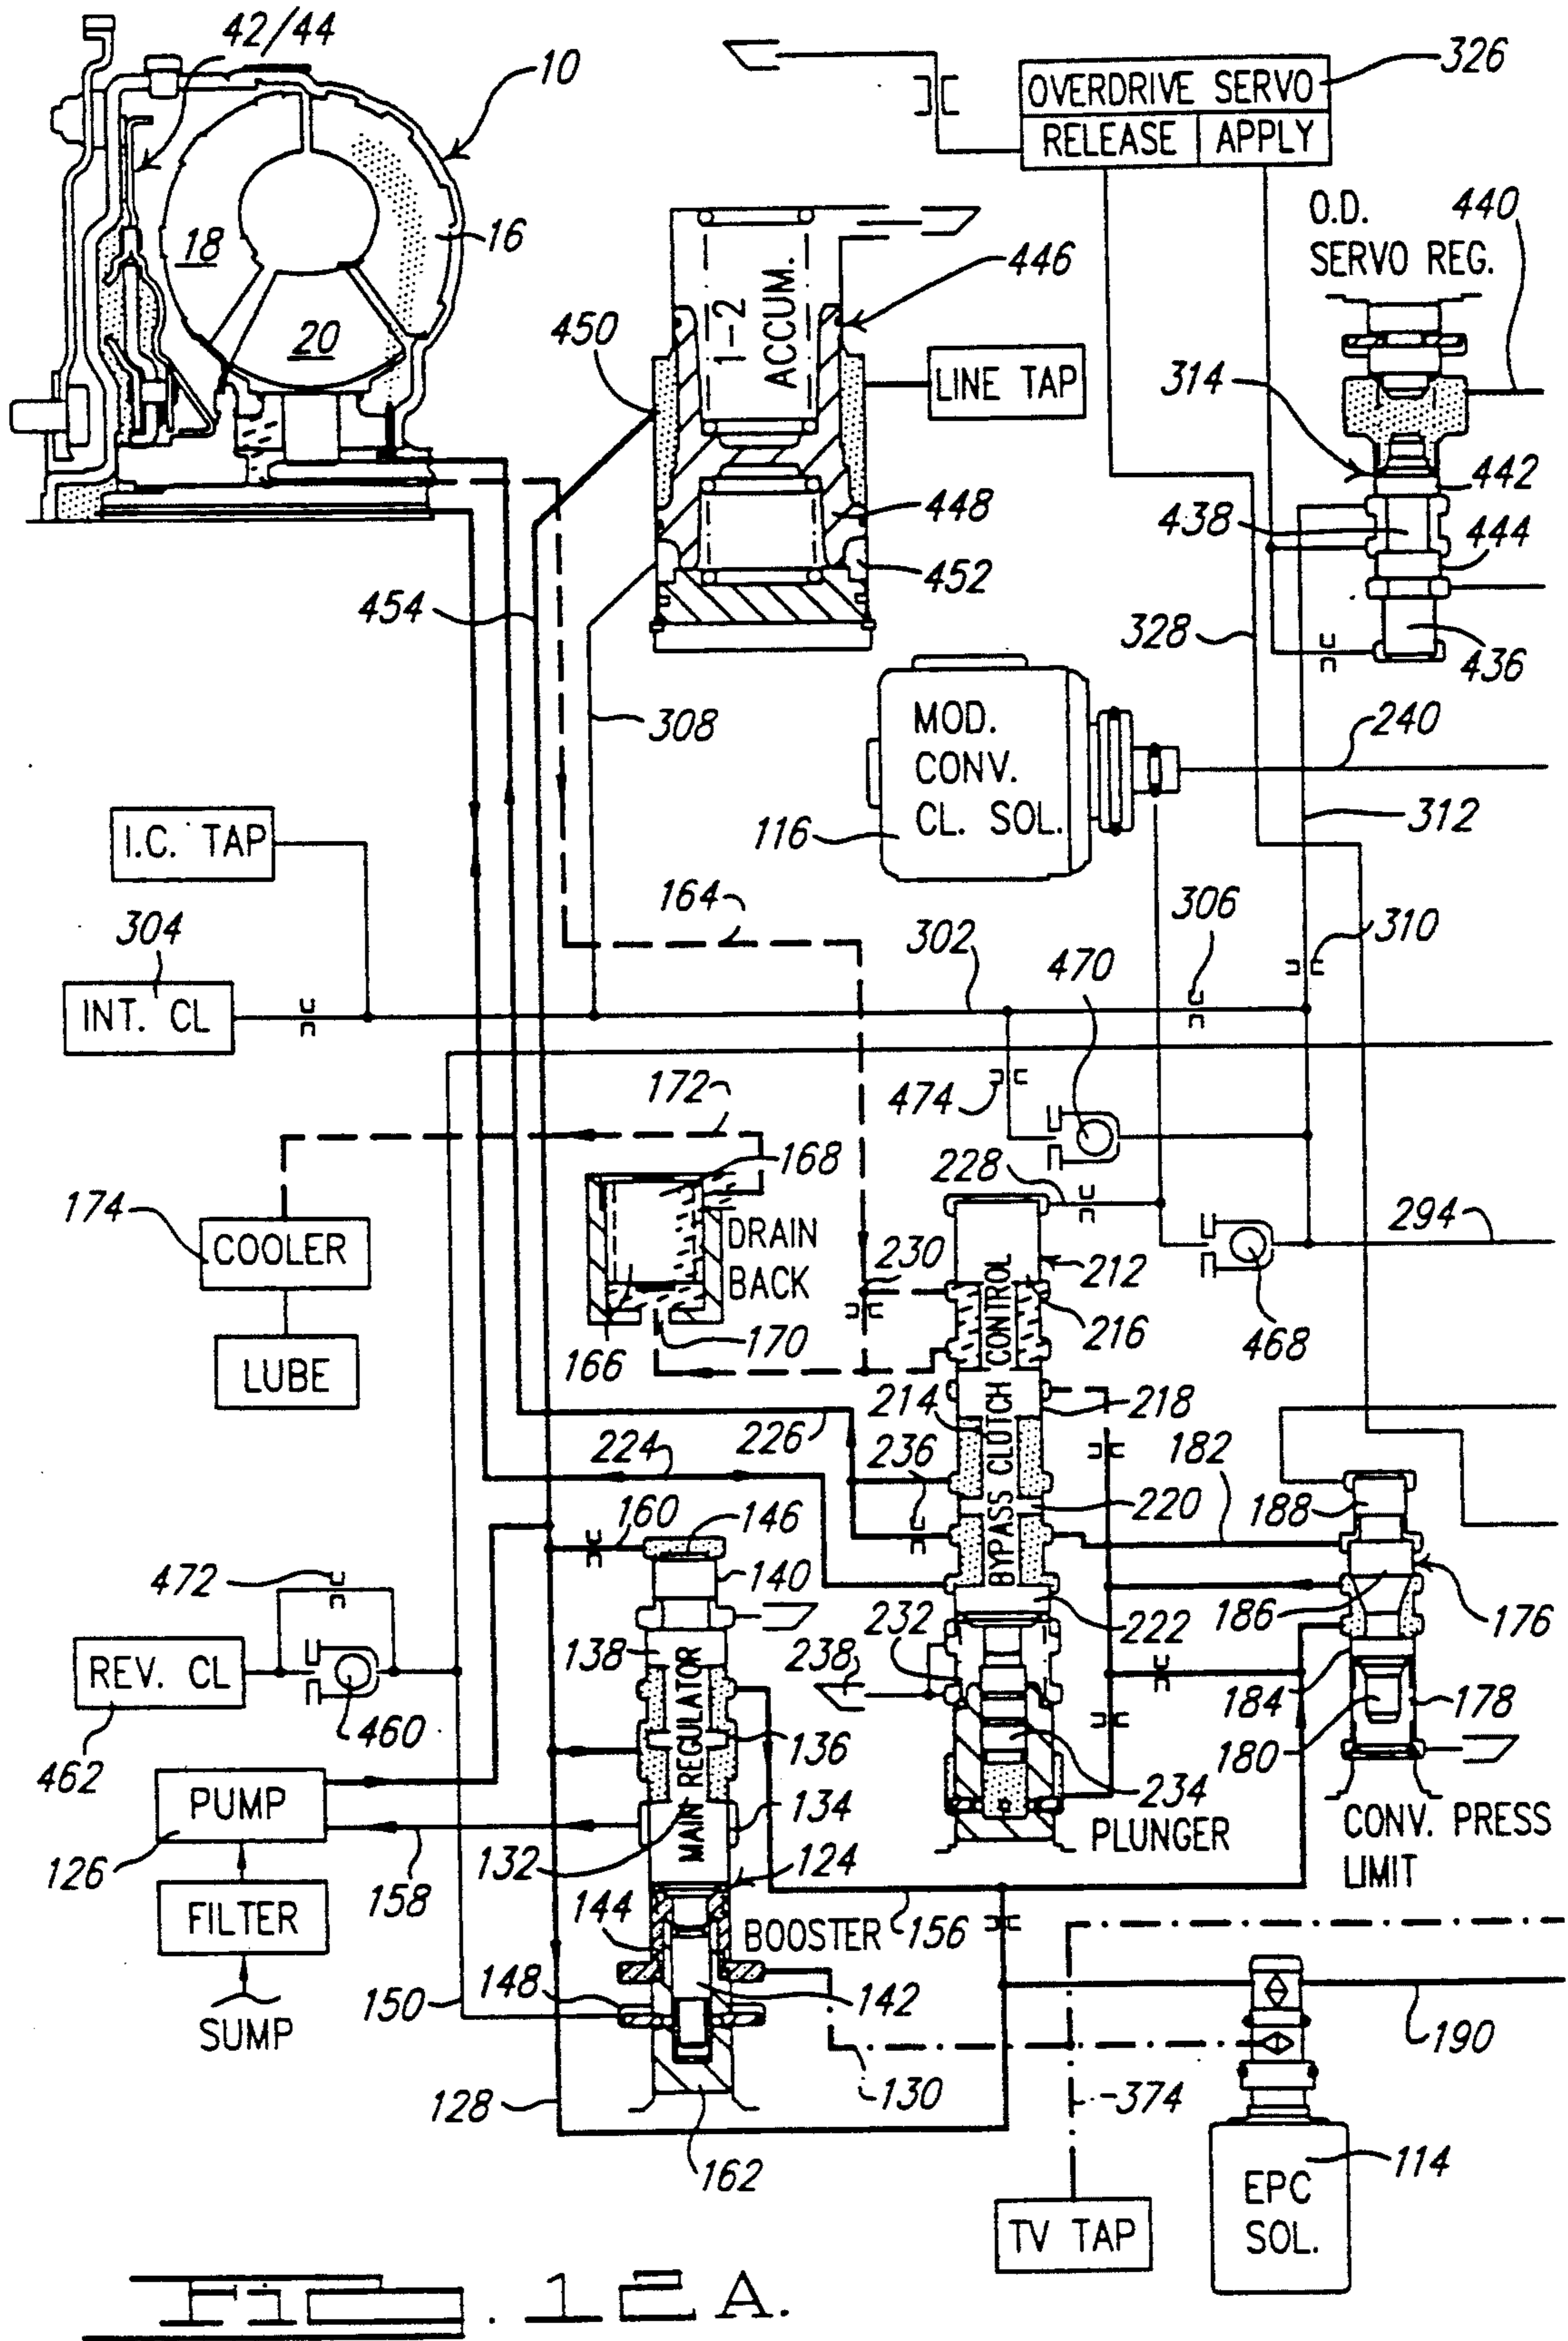 42/44
10
326
OVERDRIVE SERVO
RELEASE APPLY
O.D.
SERVO REG.
440
18
16
20
1-2
ACCUM.
446
450
LINE TAP
314
442
438
444
448
452
454
328
436
308
MOD.
CONV.
CL. SOL.
240
116
312
I.C. TAP
164
306
304
302
310
INT. CL
470
474
172
168
228
174
COOLER
DRAIN
BACK
230
212
294
216
166
170
468
LUBE
214
218
226
224
236
182
BYPASS CLUTCH CONTROL
220
188
160
146
472
140
222
186
176
232
138
238
REV. CL
184
178
460
136
180
462
MAIN REGULATOR
234
PUMP
134
132
PLUNGER
CONV. PRESS
LIMIT
126
158
124
FILTER
144
BOOSTER
156
150
148
142
SUMP
190
130
128
374
162
114
EPC
SOL.
TV TAP
FIG. 12A.